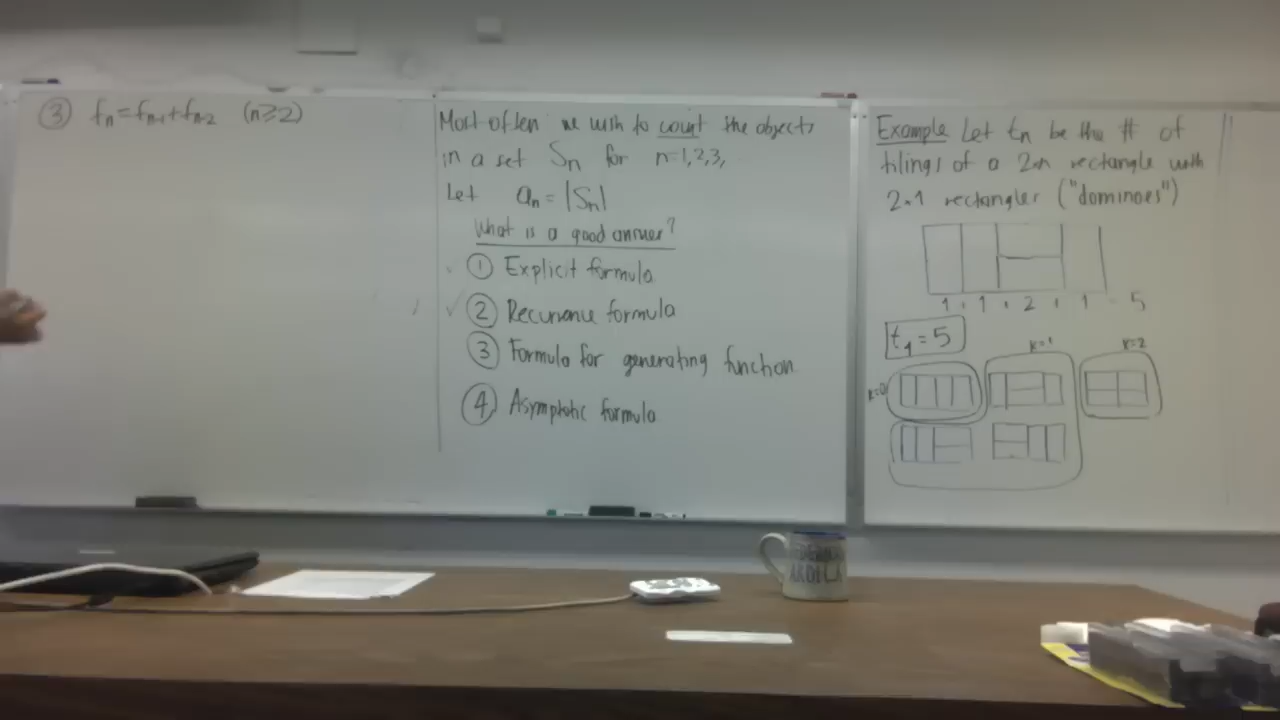 ③ fn = fn-1 + fn-2 (n≥2)
Most often we wish to count the objects
in a set Sn for n=1,2,3,
Let an = |Sn|
What is a good answer?
① Explicit formula
② Recurrence formula
③ Formula for generating function
④ Asymptotic formula
Example Let tn be the # of
tilings of a 2×n rectangle with
2×1 rectangles ("dominoes")
1 + 1 + 2 + 1 = 5
t4 = 5
k=0
k=1
k=2
ARDILA